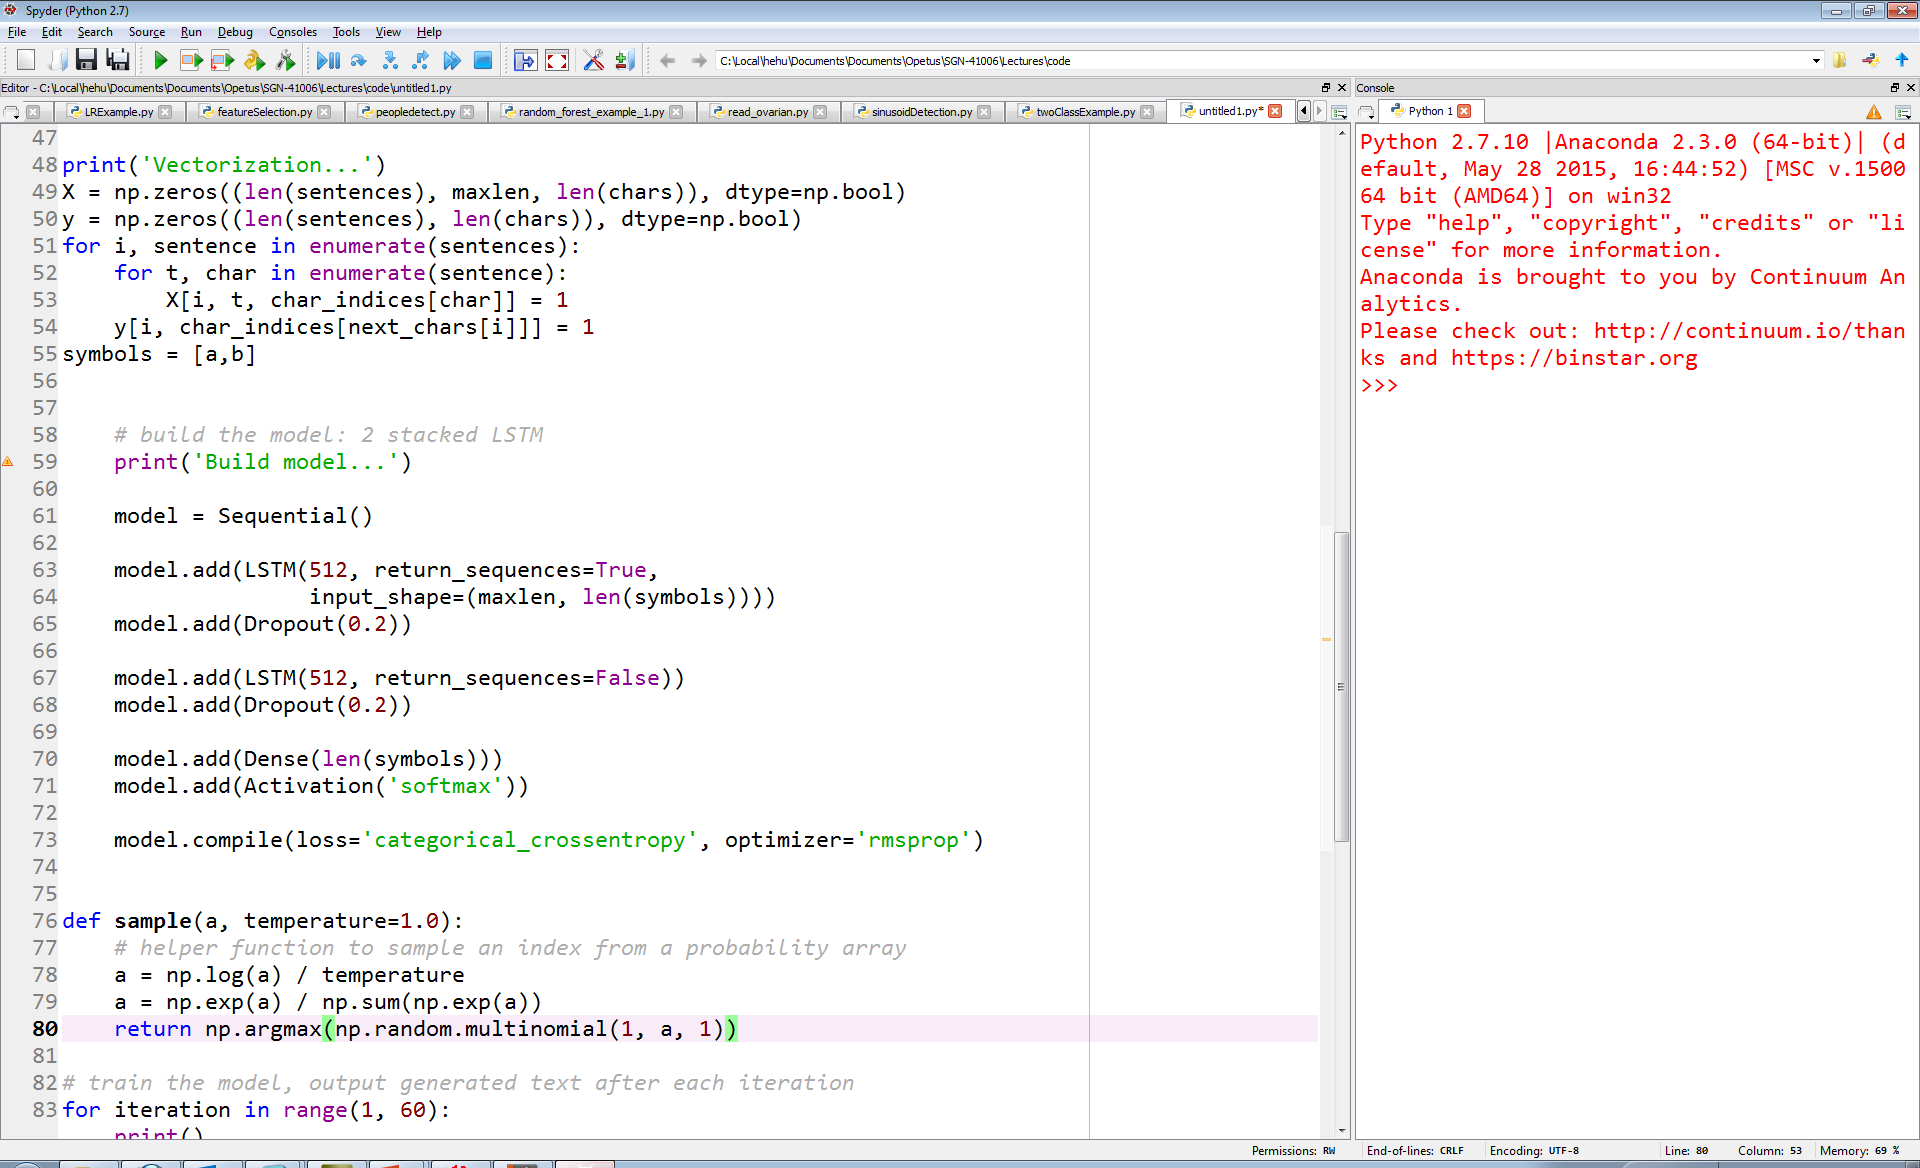 Spyder (Python 2.7)
File Edit Search Source Run Debug Consoles Tools View Help
C:\Local\hehu\Documents\Documents\Opetus\SGN-41006\Lectures\code
Editor - C:\Local\hehu\Documents\Documents\Opetus\SGN-41006\Lectures\code\untitled1.py
LRExample.py featureSelection.py peopledetect.py random_forest_example_1.py read_ovarian.py sinusoidDetection.py twoClassExample.py untitled1.py*
47
48 print('Vectorization...')
49 X = np.zeros((len(sentences), maxlen, len(chars)), dtype=np.bool)
50 y = np.zeros((len(sentences), len(chars)), dtype=np.bool)
51 for i, sentence in enumerate(sentences):
52     for t, char in enumerate(sentence):
53         X[i, t, char_indices[char]] = 1
54     y[i, char_indices[next_chars[i]]] = 1
55 symbols = [a,b]
56
57
58     # build the model: 2 stacked LSTM
59     print('Build model...')
60
61     model = Sequential()
62
63     model.add(LSTM(512, return_sequences=True,
64                    input_shape=(maxlen, len(symbols))))
65     model.add(Dropout(0.2))
66
67     model.add(LSTM(512, return_sequences=False))
68     model.add(Dropout(0.2))
69
70     model.add(Dense(len(symbols)))
71     model.add(Activation('softmax'))
72
73     model.compile(loss='categorical_crossentropy', optimizer='rmsprop')
74
75
76 def sample(a, temperature=1.0):
77     # helper function to sample an index from a probability array
78     a = np.log(a) / temperature
79     a = np.exp(a) / np.sum(np.exp(a))
80     return np.argmax(np.random.multinomial(1, a, 1))
81
82 # train the model, output generated text after each iteration
83 for iteration in range(1, 60):
    print()
Console
Python 1
Python 2.7.10 |Anaconda 2.3.0 (64-bit)| (d
efault, May 28 2015, 16:44:52) [MSC v.1500
64 bit (AMD64)] on win32
Type "help", "copyright", "credits" or "li
cense" for more information.
Anaconda is brought to you by Continuum An
alytics.
Please check out: http://continuum.io/than
ks and https://binstar.org
>>>
Permissions: RW End-of-lines: CRLF Encoding: UTF-8 Line: 80 Column: 53 Memory: 69 %